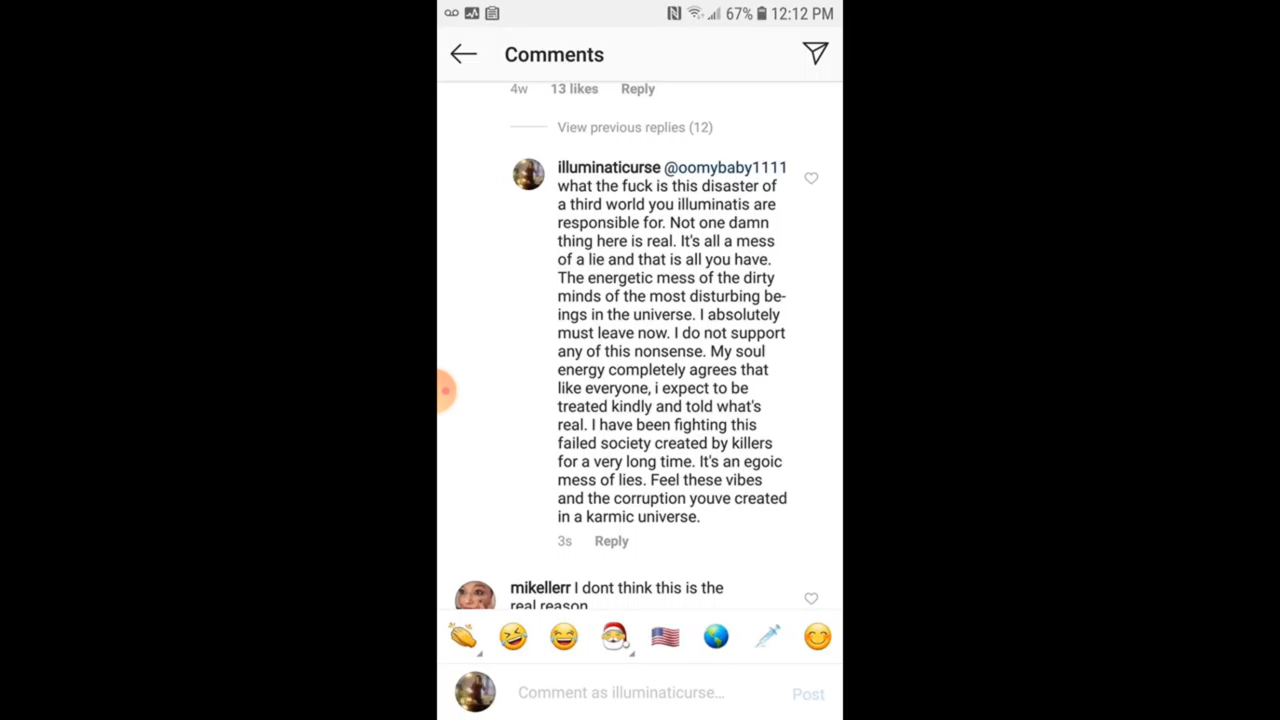 67% 12:12 PM
Comments
4w 13 likes Reply
View previous replies (12)
illuminaticurse @oomybaby1111
what the fuck is this disaster of
a third world you illuminatis are
responsible for. Not one damn
thing here is real. It's all a mess
of a lie and that is all you have.
The energetic mess of the dirty
minds of the most disturbing be-
ings in the universe. I absolutely
must leave now. I do not support
any of this nonsense. My soul
energy completely agrees that
like everyone, i expect to be
treated kindly and told what's
real. I have been fighting this
failed society created by killers
for a very long time. It's an egoic
mess of lies. Feel these vibes
and the corruption youve created
in a karmic universe.
3s Reply
mikellerr I dont think this is the
real reason
Comment as illuminaticurse... Post